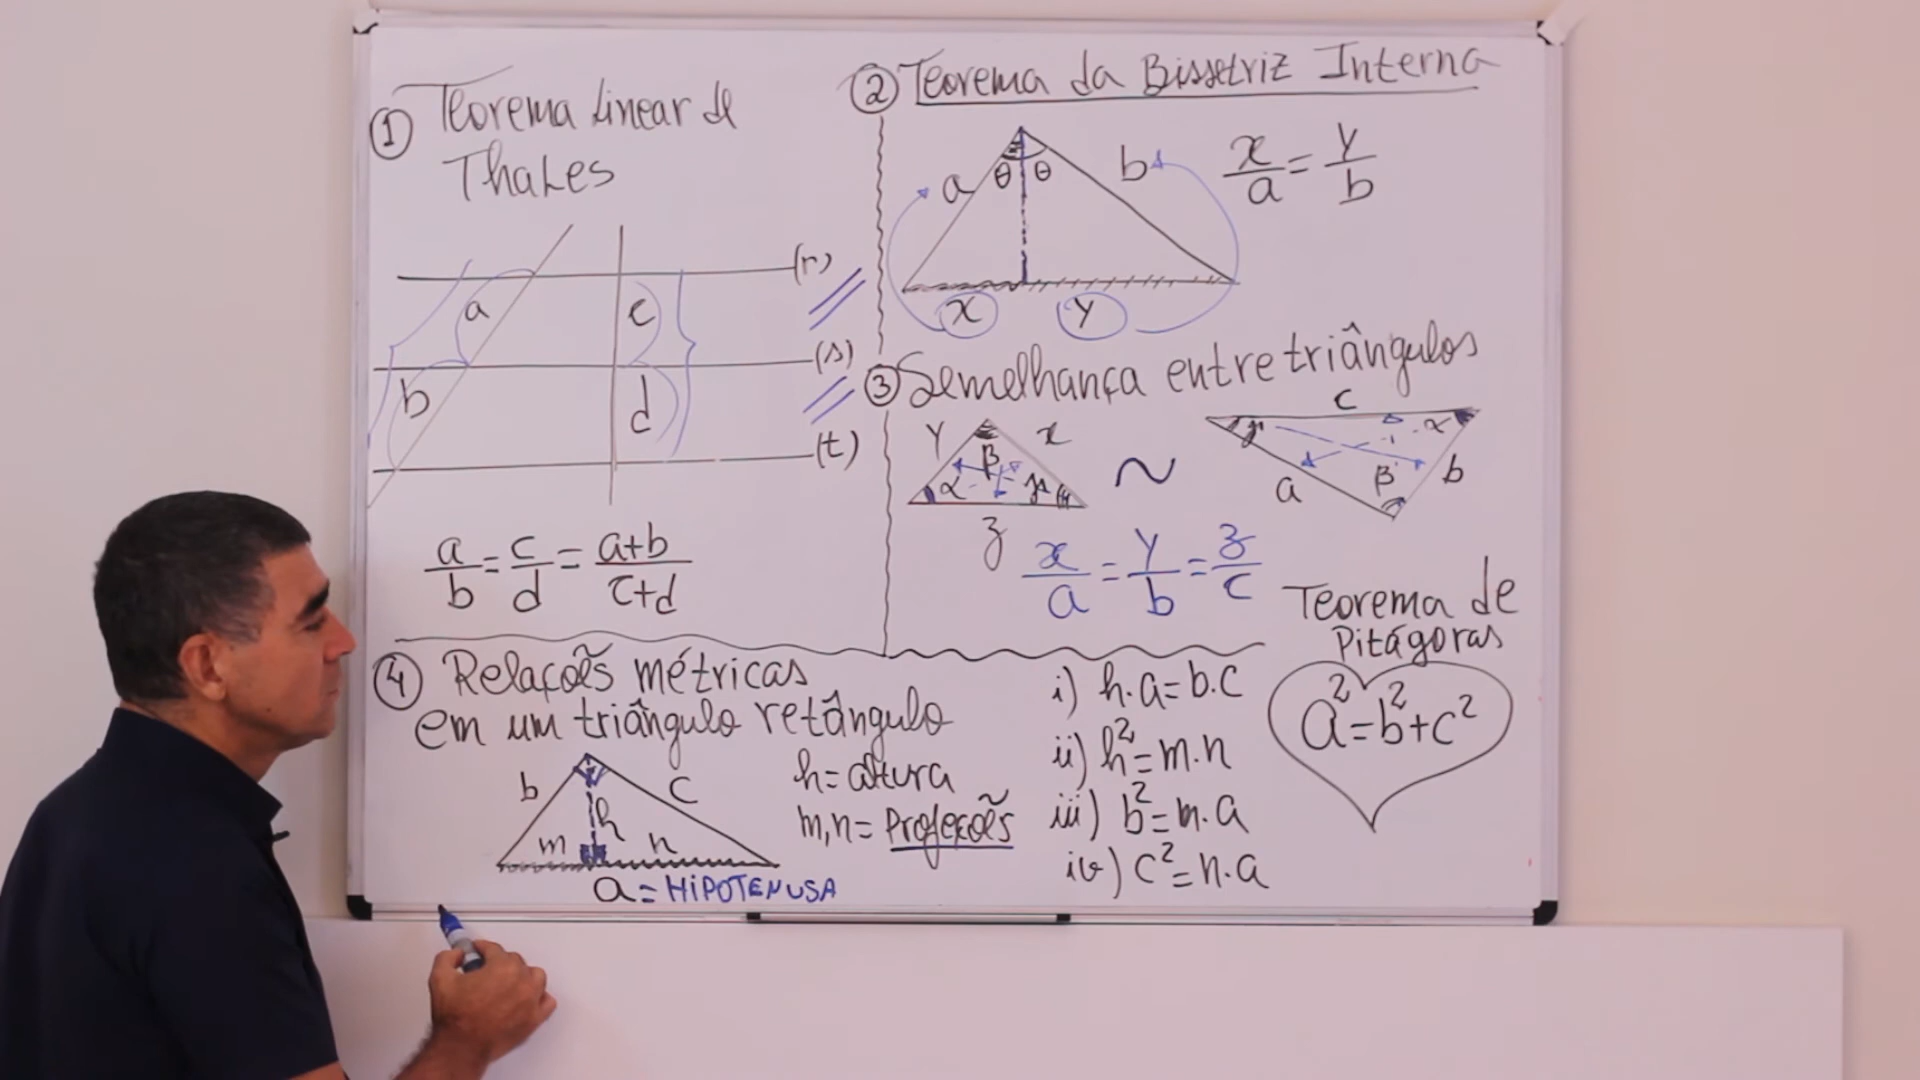 ① Teorema Linear de
Thales
(r)
a
c
(s)
b
d
(t)
a/b = c/d = a+b/c+d
② Teorema da Bissetriz Interna
a θ θ b
x/a = y/b
x y
③ Semelhança entre triângulos
y x
β
α γ
z
~
c
γ α
β
a b
x/a = y/b = z/c
④ Relações métricas
em um triângulo retângulo
b c
h
m n
a = HIPOTENUSA
h = altura
m,n = Projeções
i) h.a = b.c
ii) h² = m.n
iii) b² = m.a
iv) c² = n.a
Teorema de
Pitágoras
a² = b² + c²